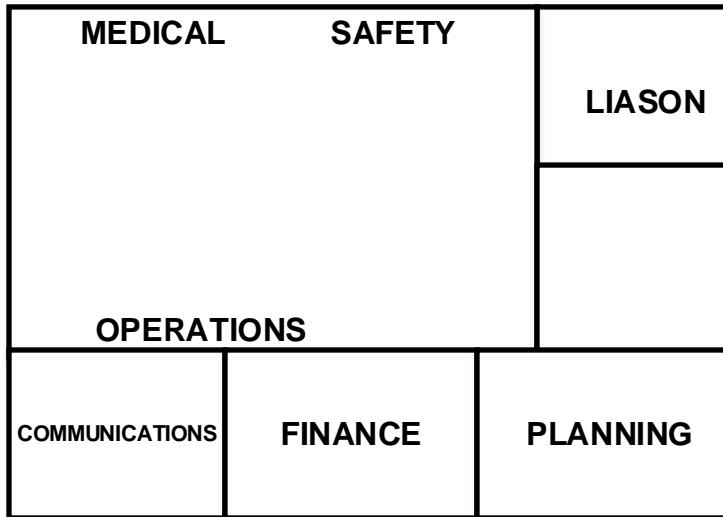 MEDICAL SAFETY
LIASON
OPERATIONS
COMMUNICATIONS FINANCE PLANNING